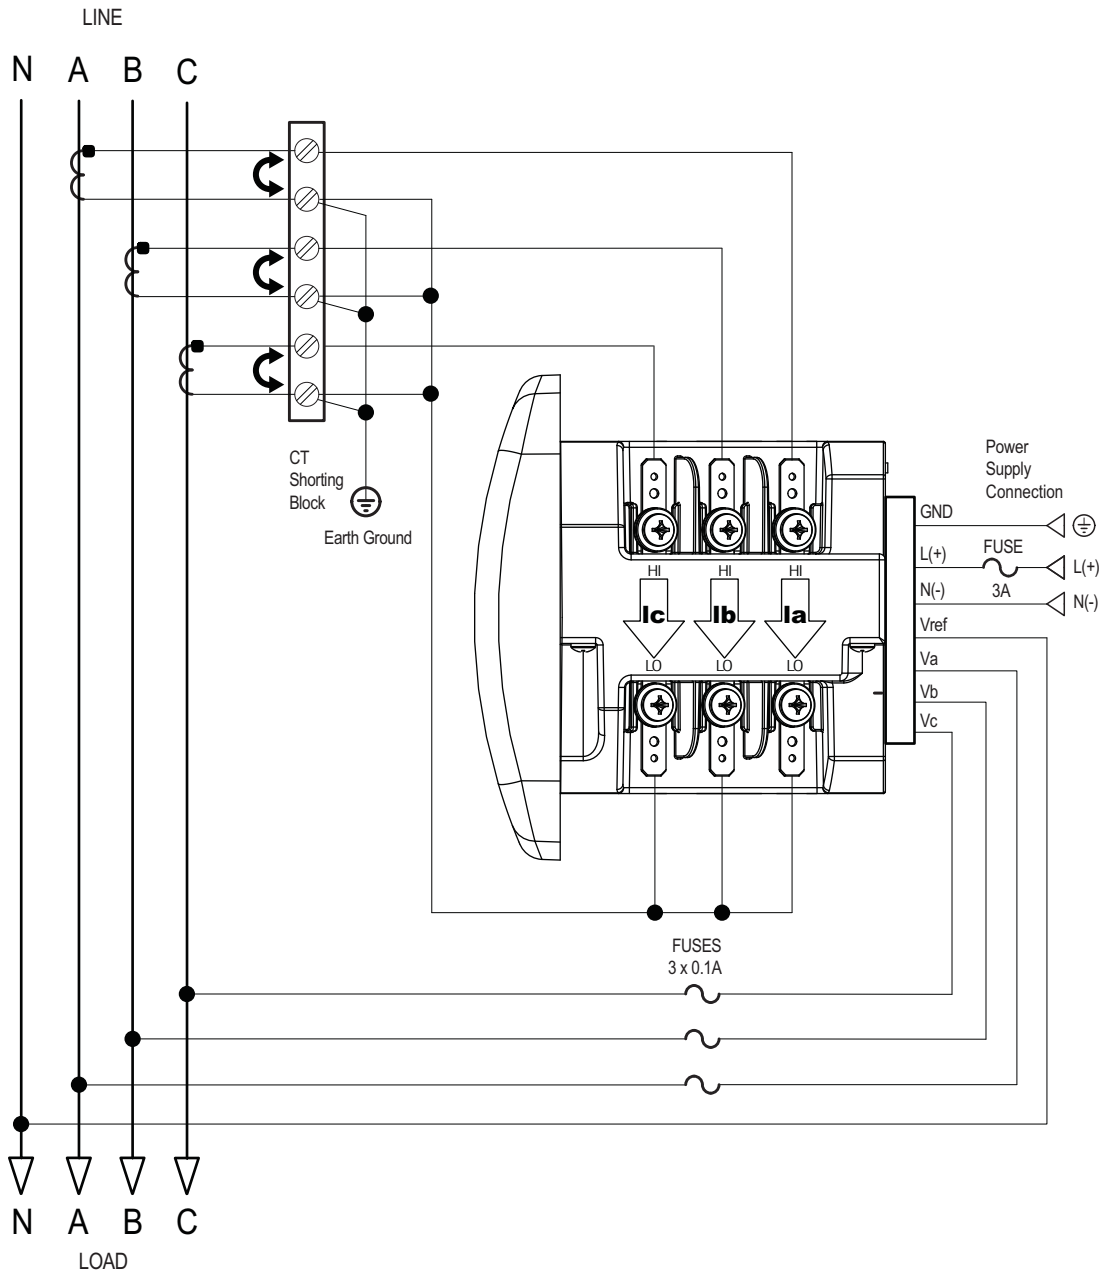 LINE
N A B C
CT
Shorting
Block
Earth Ground
Power
Supply
Connection
GND
L(+) FUSE L(+)
3A
N(-) N(-)
Vref
Va
Vb
Vc
HI HI HI
Ic Ib Ia
LO LO LO
FUSES
3 x 0.1A
N A B C
LOAD